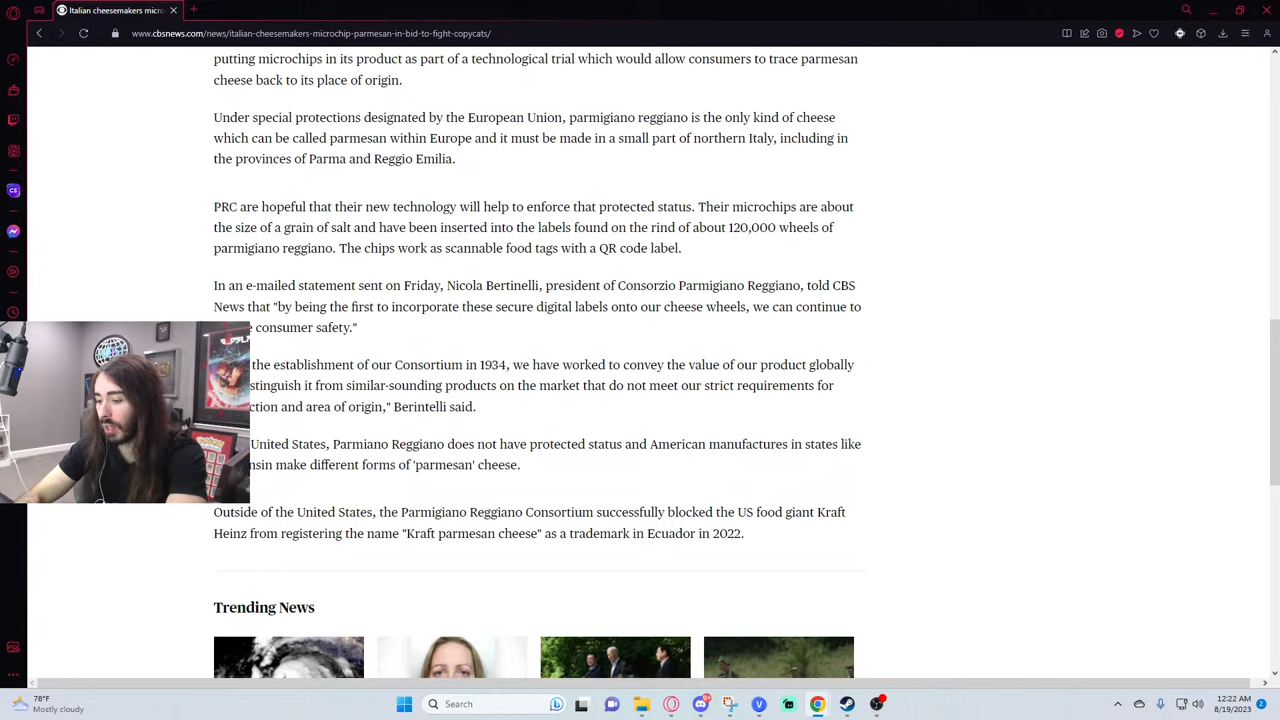 Italian cheesemakers micro
www.cbsnews.com/news/italian-cheesemakers-microchip-parmesan-in-bid-to-fight-copycats/
putting microchips in its product as part of a technological trial which would allow consumers to trace parmesan
cheese back to its place of origin.
Under special protections designated by the European Union, parmigiano reggiano is the only kind of cheese
which can be called parmesan within Europe and it must be made in a small part of northern Italy, including in
the provinces of Parma and Reggio Emilia.
PRC are hopeful that their new technology will help to enforce that protected status. Their microchips are about
the size of a grain of salt and have been inserted into the labels found on the rind of about 120,000 wheels of
parmigiano reggiano. The chips work as scannable food tags with a QR code label.
In an e-mailed statement sent on Friday, Nicola Bertinelli, president of Consorzio Parmigiano Reggiano, told CBS
News that "by being the first to incorporate these secure digital labels onto our cheese wheels, we can continue to
consumer safety."
the establishment of our Consortium in 1934, we have worked to convey the value of our product globally
stinguish it from similar-sounding products on the market that do not meet our strict requirements for
ction and area of origin," Berintelli said.
United States, Parmiano Reggiano does not have protected status and American manufactures in states like
nsin make different forms of 'parmesan' cheese.
Outside of the United States, the Parmigiano Reggiano Consortium successfully blocked the US food giant Kraft
Heinz from registering the name "Kraft parmesan cheese" as a trademark in Ecuador in 2022.
Trending News
78°F
Mostly cloudy
Search
12:22 AM
8/19/2023